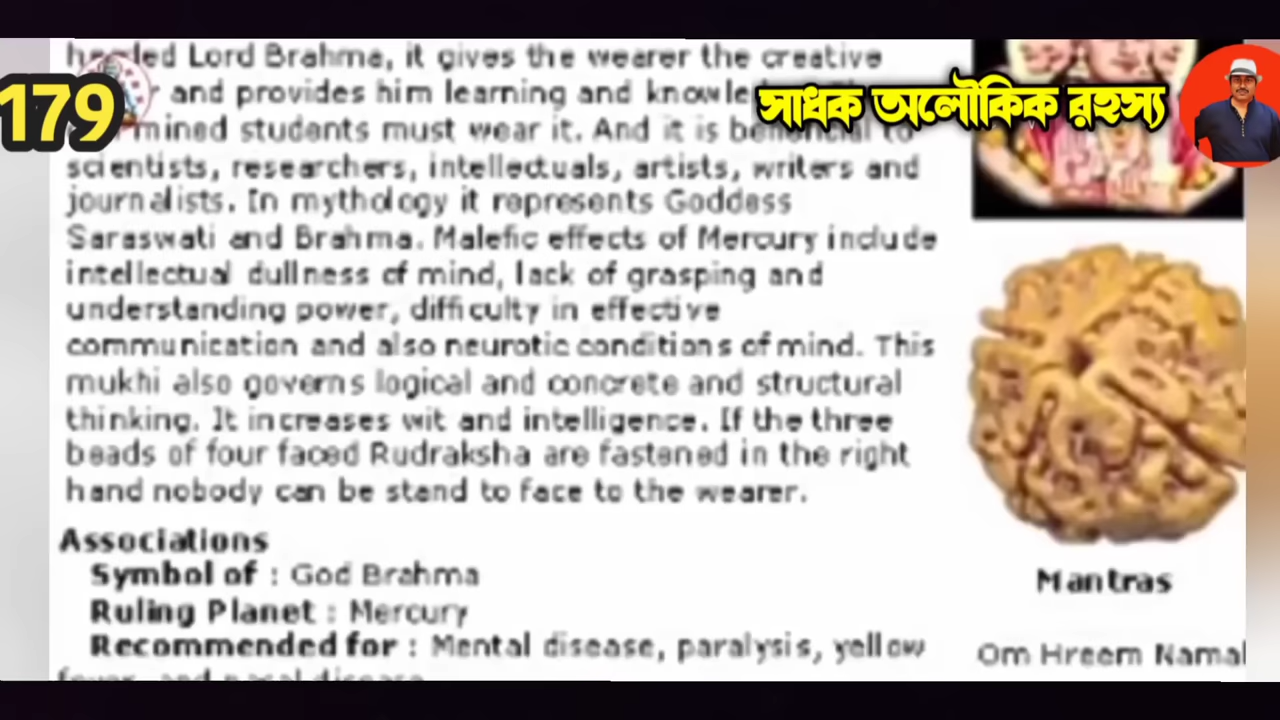 179
সাধক অলৌকিক রহস্য
headed Lord Brahma, it gives the wearer the creative
and provides him learning and
students must wear it. And it is beneficial to
scientists, researchers, intellectuals, artists, writers and
journalists. In mythology it represents Goddess
Saraswati and Brahma. Malefic effects of Mercury include
intellectual dullness of mind, lack of grasping and
understanding power, difficulty in effective
communication and also neurotic conditions of mind. This
mukhi also governs logical and concrete and structural
thinking. It increases wit and intelligence. If the three
beads of four faced Rudraksha are fastened in the right
hand nobody can be stand to face to the wearer.
Associations
Symbol of : God Brahma
Ruling Planet : Mercury
Recommended for : Mental disease, paralysis, yellow
fever, and nasal disease
Mantras
Om Hreem Namah